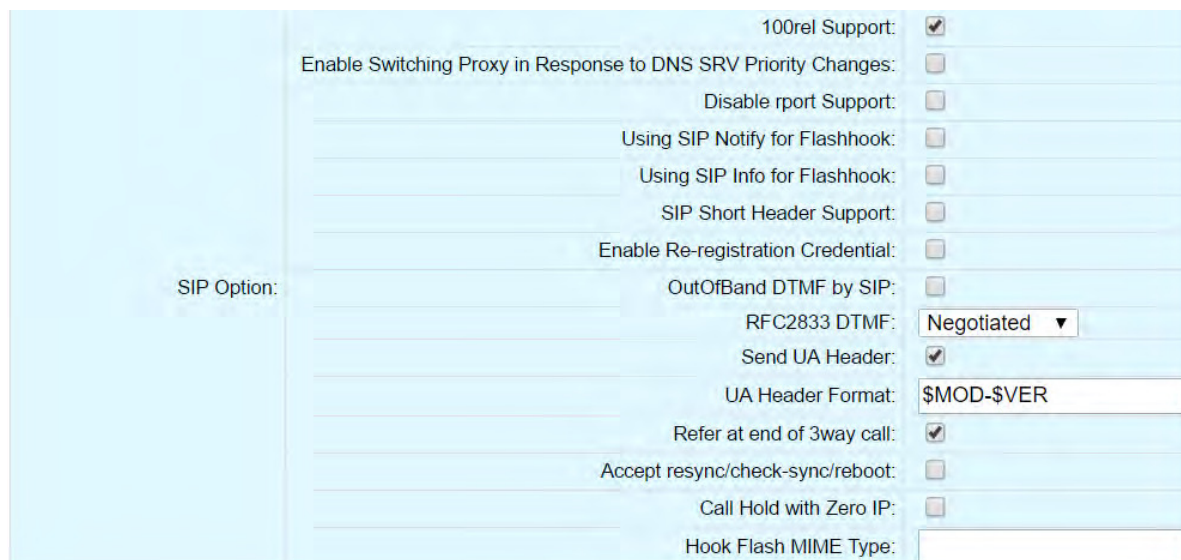 100rel Support:
Enable Switching Proxy in Response to DNS SRV Priority Changes:
Disable rport Support:
Using SIP Notify for Flashhook:
Using SIP Info for Flashhook:
SIP Short Header Support:
Enable Re-registration Credential:
SIP Option: OutOfBand DTMF by SIP:
RFC2833 DTMF: Negotiated
Send UA Header:
UA Header Format: $MOD-$VER
Refer at end of 3way call:
Accept resync/check-sync/reboot:
Call Hold with Zero IP:
Hook Flash MIME Type: